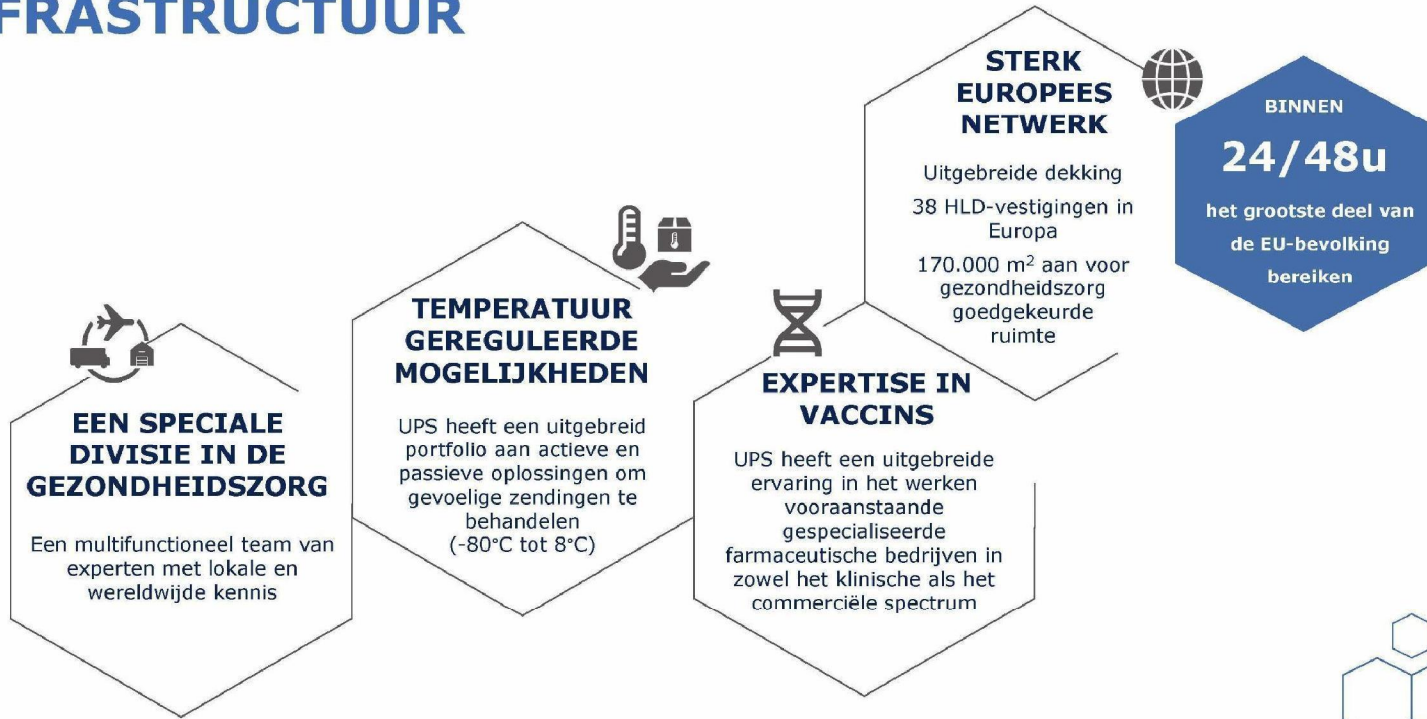 FRASTRUCTUUR
EEN SPECIALE
DIVISIE IN DE
GEZONDHEIDSZORG
Een multifunctioneel team van
experten met lokale en
wereldwijde kennis
TEMPERATUUR
GEREGULEERDE
MOGELIJKHEDEN
UPS heeft een uitgebreid
portfolio aan actieve en
passieve oplossingen om
gevoelige zendingen te
behandelen
(-80°C tot 8°C)
EXPERTISE IN
VACCINS
UPS heeft een uitgebreide
ervaring in het werken
vooraanstaande
gespecialiseerde
farmaceutische bedrijven in
zowel het klinische als het
commerciële spectrum
STERK
EUROPEES
NETWERK
Uitgebreide dekking
38 HLD-vestigingen in
Europa
170.000 m² aan voor
gezondheidszorg
goedgekeurde
ruimte
BINNEN
24/48u
het grootste deel van
de EU-bevolking
bereiken